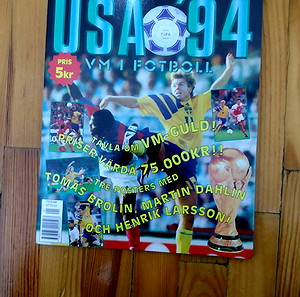 USA 94
PRIS
5kr
VM I FOTBOLL
TÄVLA OM VM-GULD!
PRISER VÄRDA 75.000KR!!
TRE POSTERS MED
TOMAS BROLIN, MARTIN DAHLIN
OCH HENRIK LARSSON!